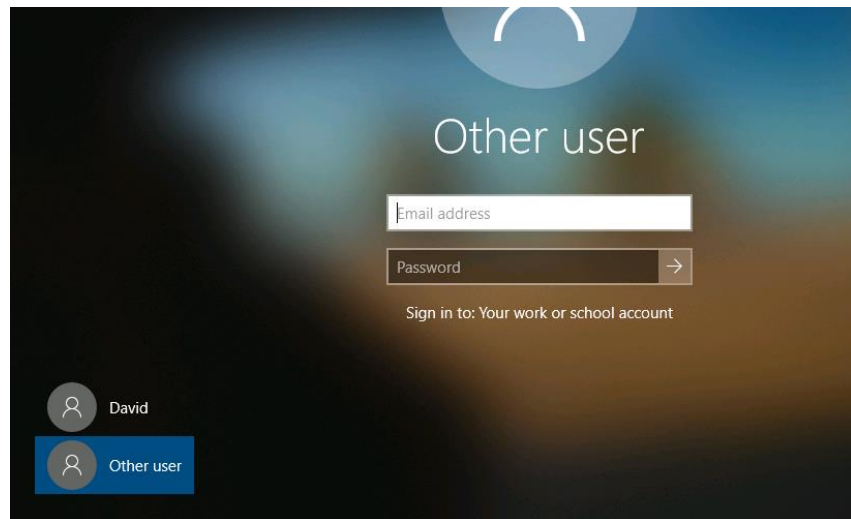 Other user
Email address
Password
Sign in to: Your work or school account
David
Other user